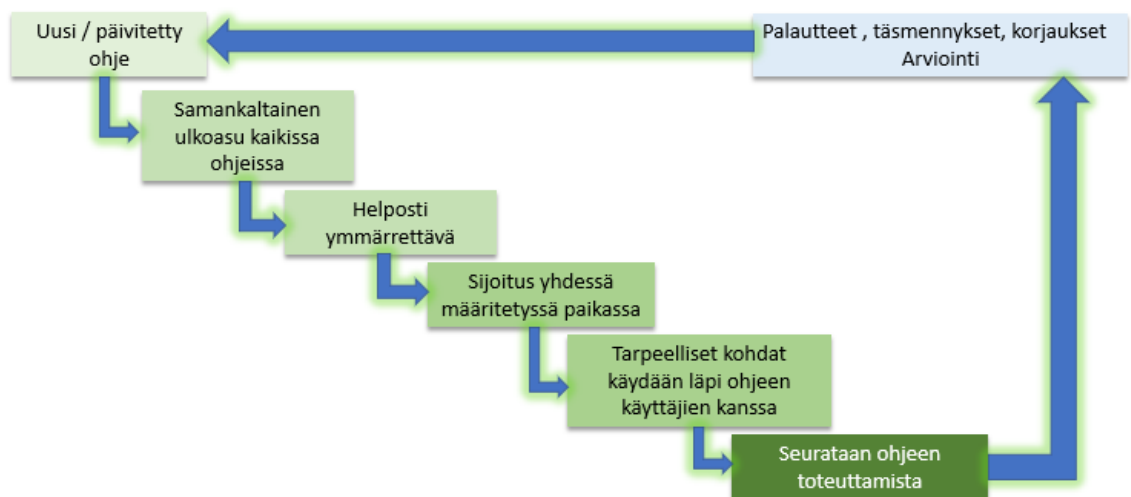 Uusi / päivitetty
ohje
Palautteet , täsmennykset, korjaukset
Arviointi
Samankaltainen
ulkoasu kaikissa
ohjeissa
Helposti
ymmärrettävä
Sijoitus yhdessä
määritetyssä paikassa
Tarpeelliset kohdat
käydään läpi ohjeen
käyttäjien kanssa
Seurataan ohjeen
toteuttamista